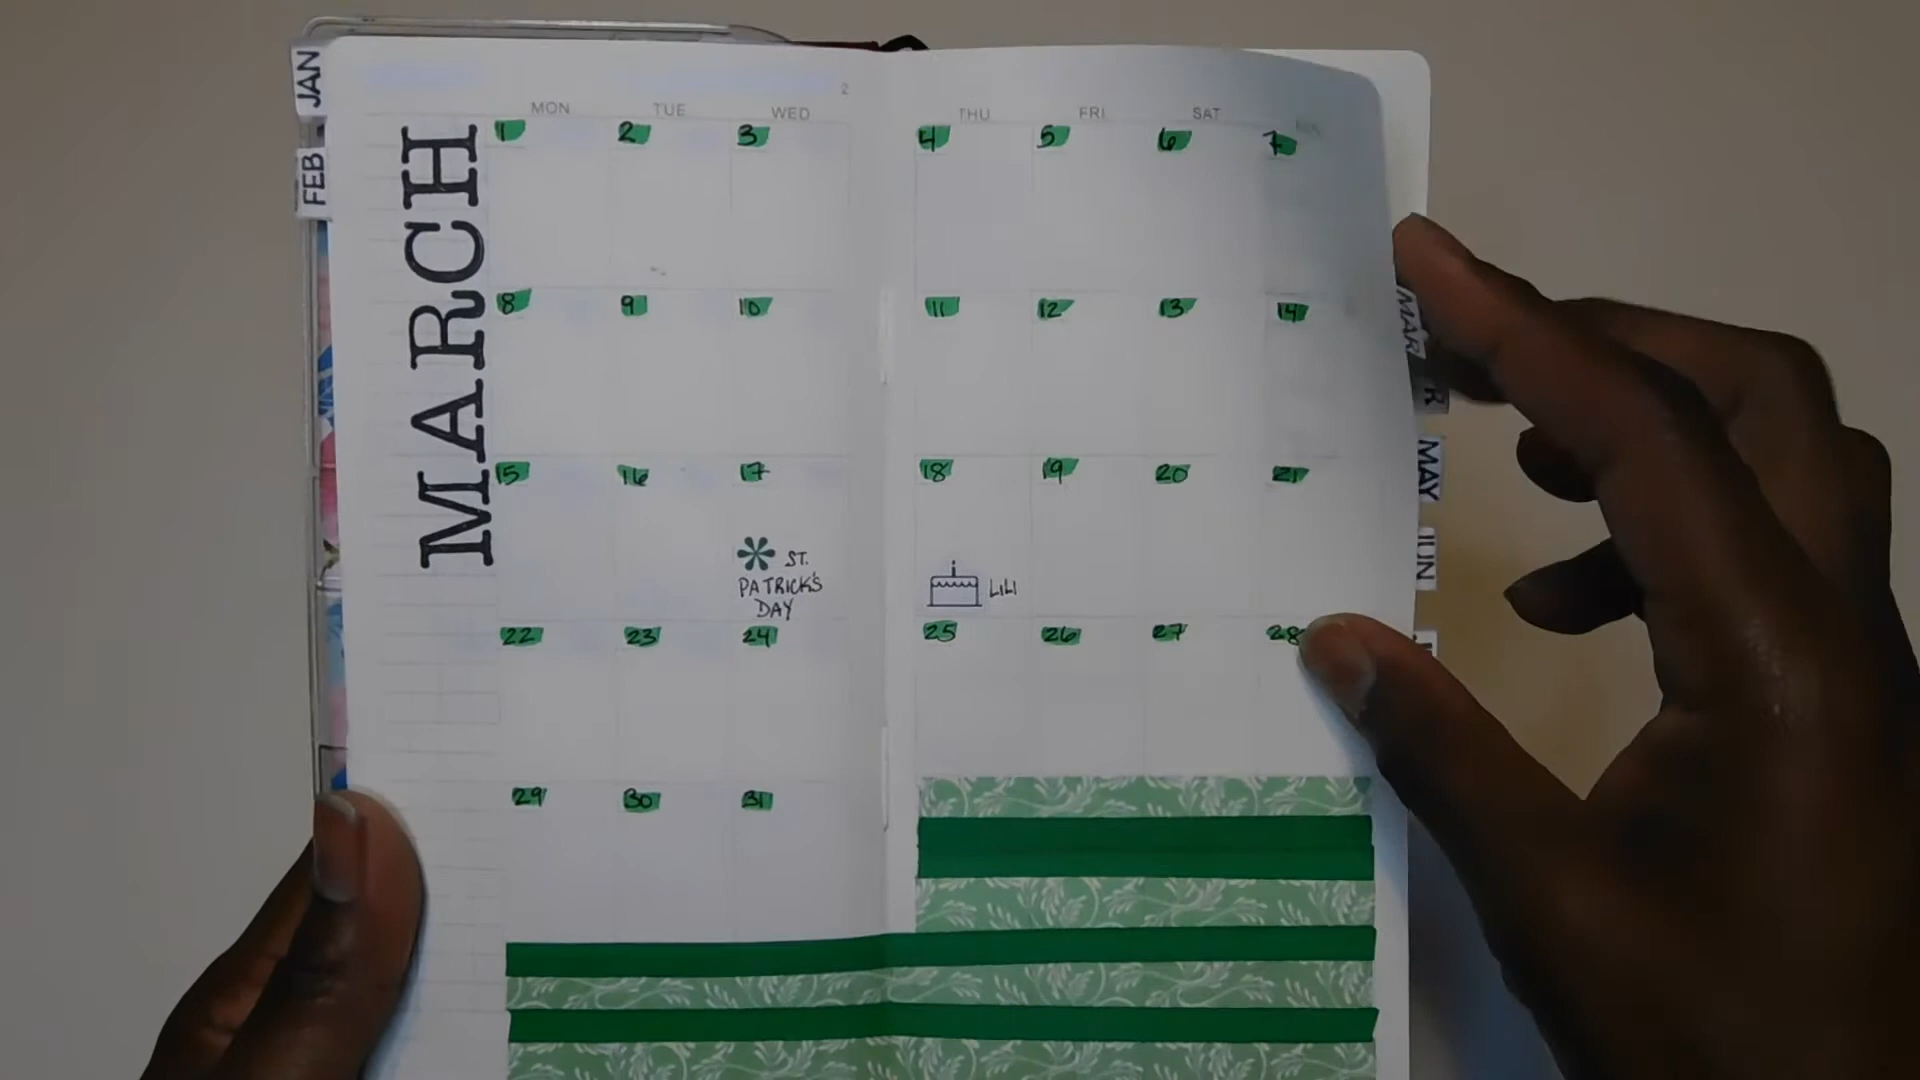 JAN
FEB
MARCH
2
MON TUE WED THU FRI SAT
1 2 3 4 5 6 7
8 9 10 11 12 13 14
15 16 17 18 19 20 21
ST.
PATRICK'S
DAY
LILI
22 23 24 25 26 27 28
29 30 31
MAR
R
MAY
JUN